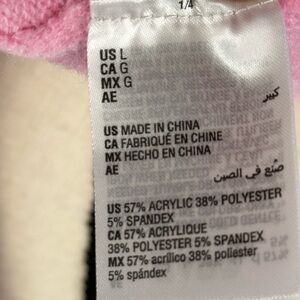 1/4
US L
CA G
MX G
AE كبير
US MADE IN CHINA
CA FABRIQUÉ EN CHINE
MX HECHO EN CHINA
AE
صنع في الصين
US 57% ACRYLIC 38% POLYESTER
5% SPANDEX
CA 57% ACRYLIQUE
38% POLYESTER 5% SPANDEX
MX 57% acrílico 38% poliester
5% spándex